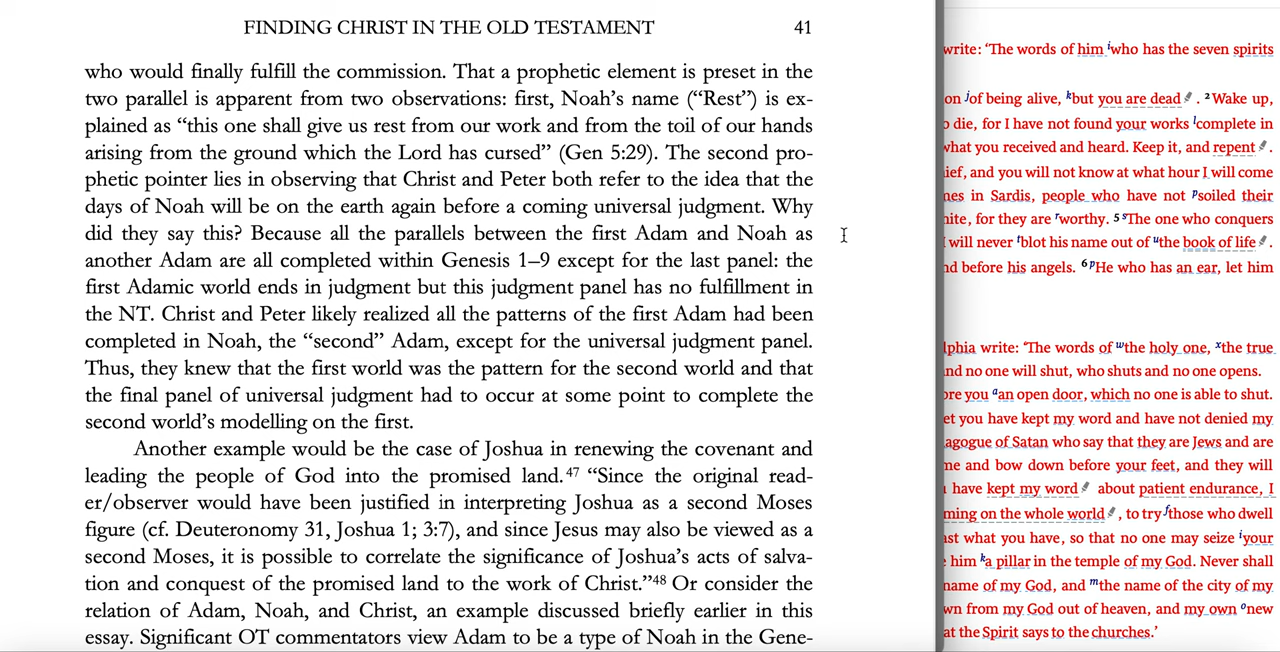 FINDING CHRIST IN THE OLD TESTAMENT 41
who would finally fulfill the commission. That a prophetic element is preset in the
two parallel is apparent from two observations: first, Noah’s name (“Rest”) is ex-
plained as “this one shall give us rest from our work and from the toil of our hands
arising from the ground which the Lord has cursed” (Gen 5:29). The second pro-
phetic pointer lies in observing that Christ and Peter both refer to the idea that the
days of Noah will be on the earth again before a coming universal judgment. Why
did they say this? Because all the parallels between the first Adam and Noah as
another Adam are all completed within Genesis 1–9 except for the last panel: the
first Adamic world ends in judgment but this judgment panel has no fulfillment in
the NT. Christ and Peter likely realized all the patterns of the first Adam had been
completed in Noah, the “second” Adam, except for the universal judgment panel.
Thus, they knew that the first world was the pattern for the second world and that
the final panel of universal judgment had to occur at some point to complete the
second world’s modelling on the first.
Another example would be the case of Joshua in renewing the covenant and
leading the people of God into the promised land.47 “Since the original read-
er/observer would have been justified in interpreting Joshua as a second Moses
figure (cf. Deuteronomy 31, Joshua 1; 3:7), and since Jesus may also be viewed as a
second Moses, it is possible to correlate the significance of Joshua’s acts of salva-
tion and conquest of the promised land to the work of Christ.”48 Or consider the
relation of Adam, Noah, and Christ, an example discussed briefly earlier in this
essay. Significant OT commentators view Adam to be a type of Noah in the Gene-
write: ‘The words of him i who has the seven spirits
on j of being alive, k but you are dead. 2 Wake up,
o die, for I have not found your works l complete in
what you received and heard. Keep it, and repent.
ief, and you will not know at what hour I will come
nes in Sardis, people who have not p soiled their
hite, for they are r worthy. 5 s The one who conquers
I will never t blot his name out of u the book of life.
nd before his angels. 6 p He who has an ear, let him
lphia write: ‘The words of w the holy one, x the true
nd no one will shut, who shuts and no one opens.
ore you a an open door, which no one is able to shut.
et you have kept my word and have not denied my
agogue of Satan who say that they are Jews and are
me and bow down before your feet, and they will
have kept my word about patient endurance, I
ming on the whole world, to try f those who dwell
st what you have, so that no one may seize i your
him k a pillar in the temple of my God. Never shall
name of my God, and m the name of the city of my
wn from my God out of heaven, and my own o new
at the Spirit says to the churches.’